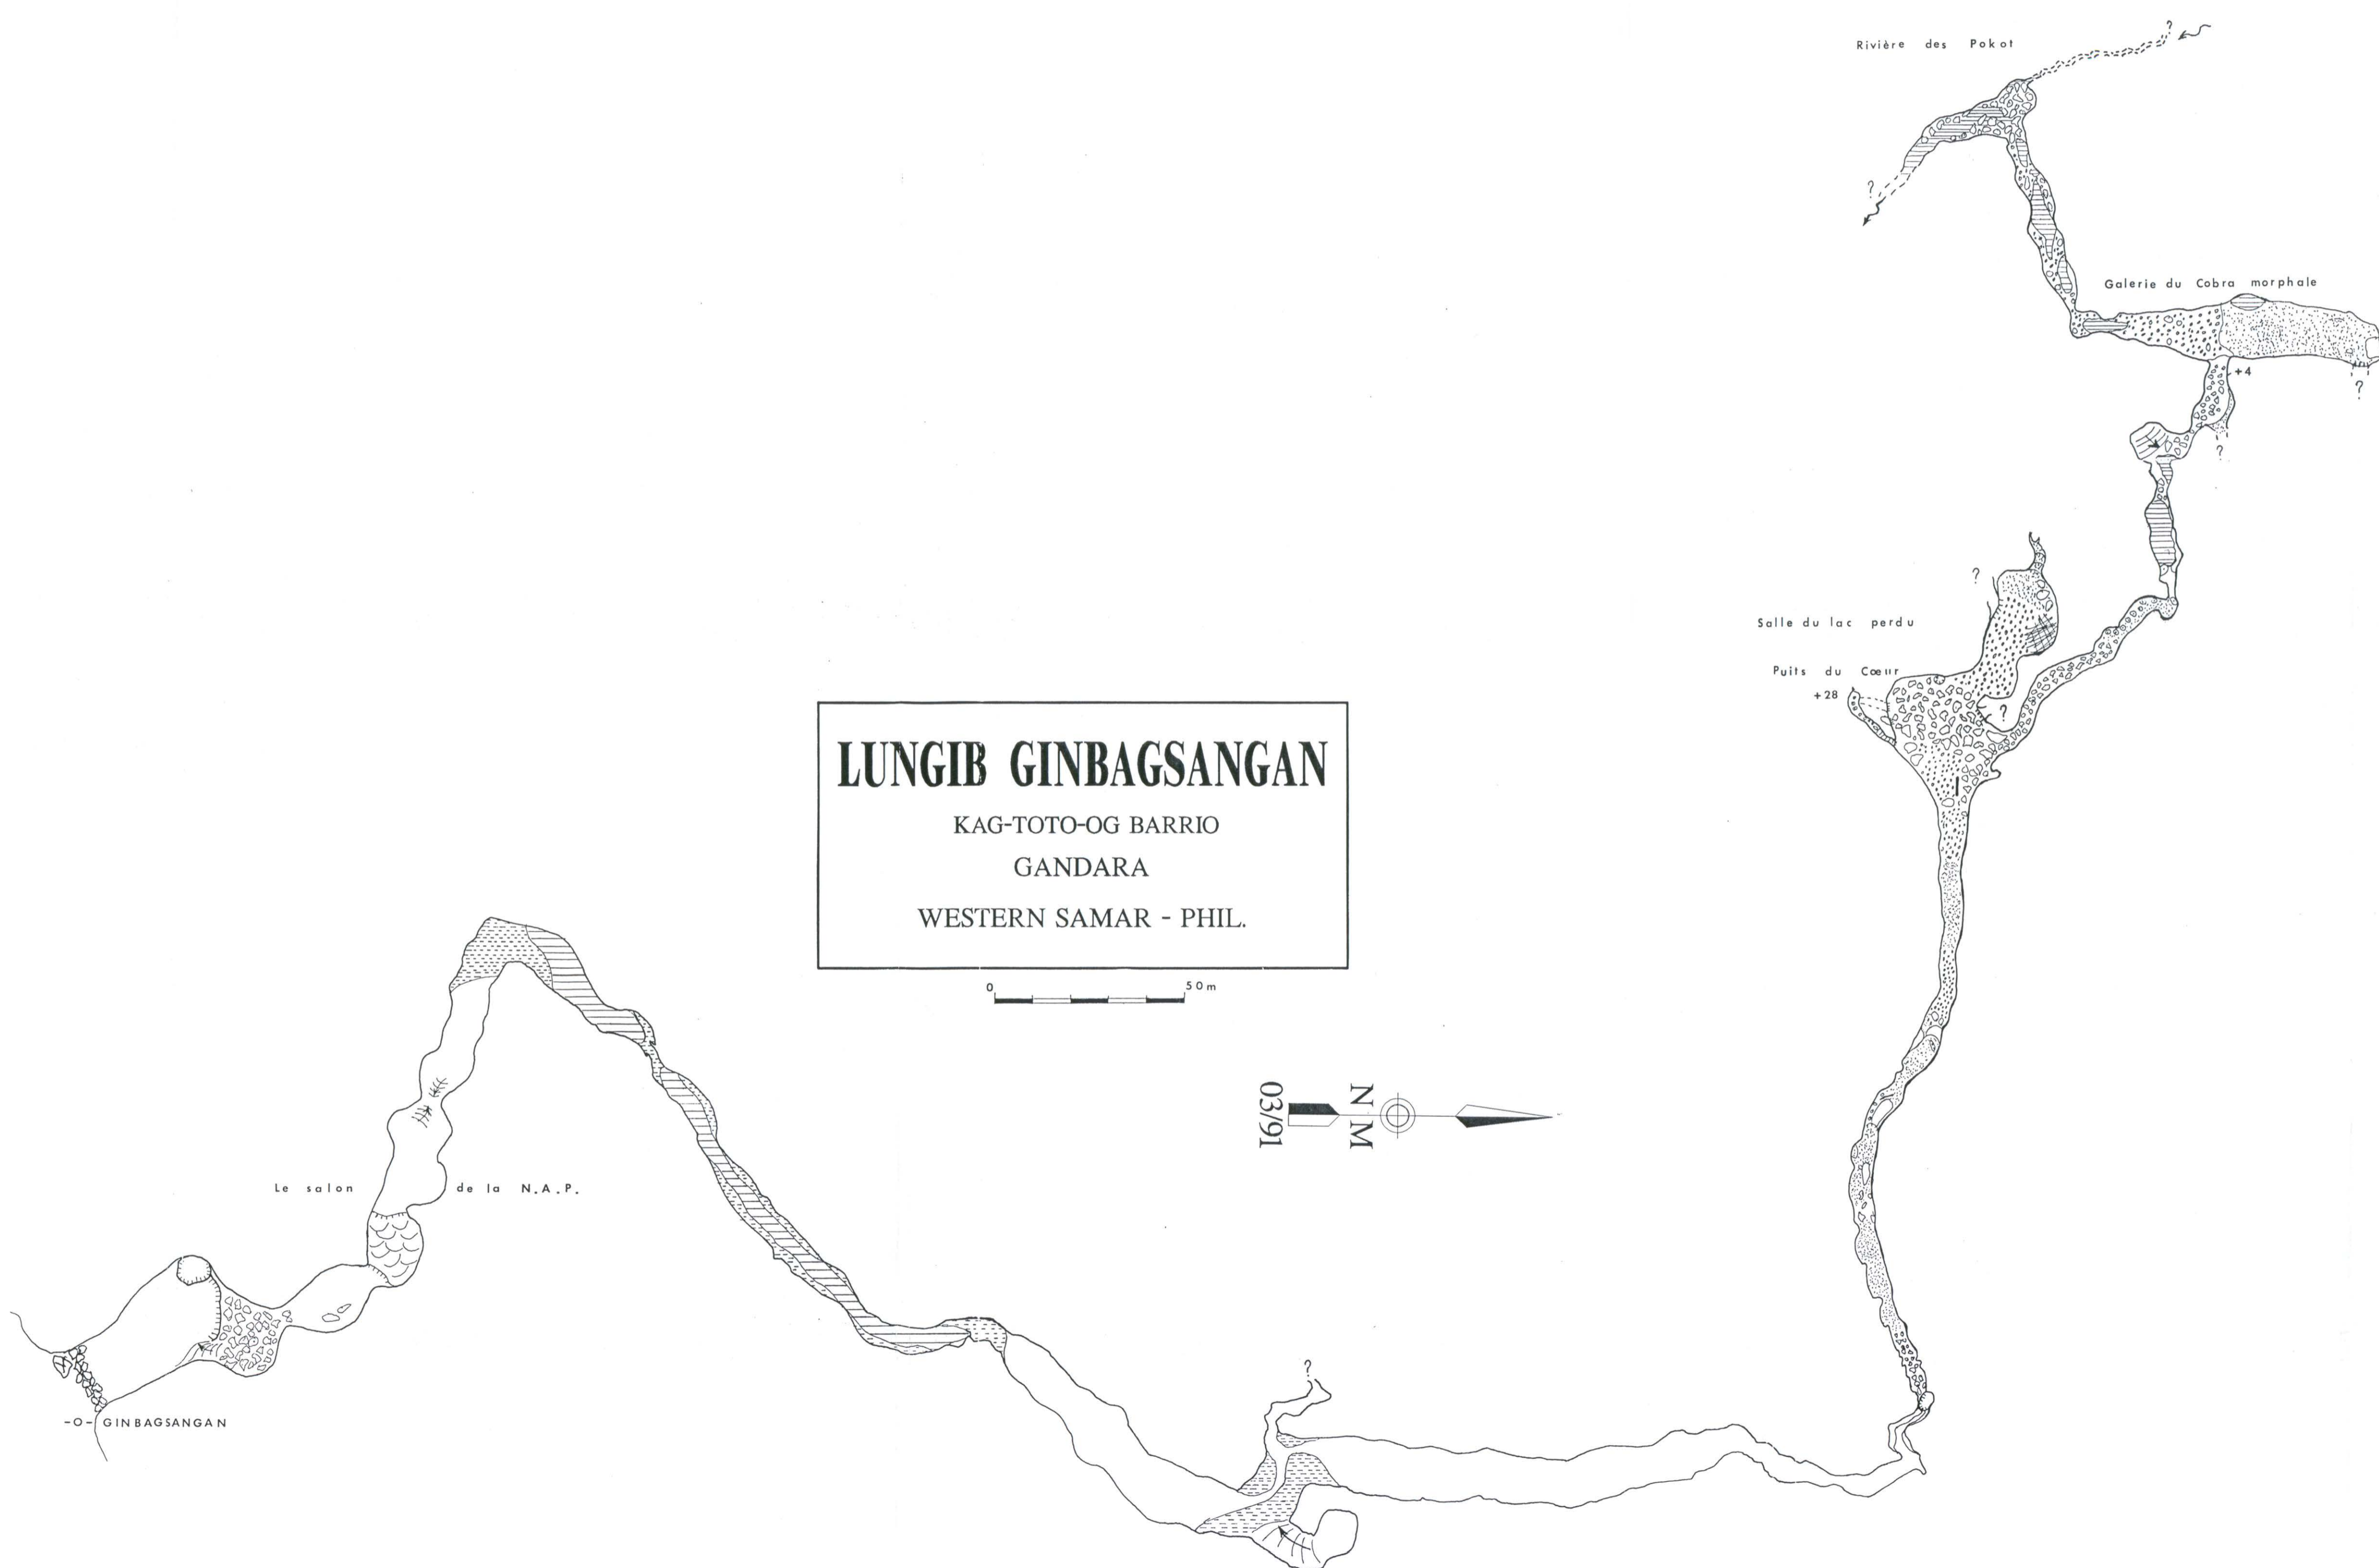 Rivière des Pokot
?
?
Galerie du Cobra morphale
+4
?
?
?
Salle du lac perdu
Puits du Cœur
+28
?
LUNGIB GINBAGSANGAN
KAG-TOTO-OG BARRIO
GANDARA
WESTERN SAMAR - PHIL.
0 50m
N M
03/91
Le salon de la N.A.P.
?
-O- GINBAGSANGAN